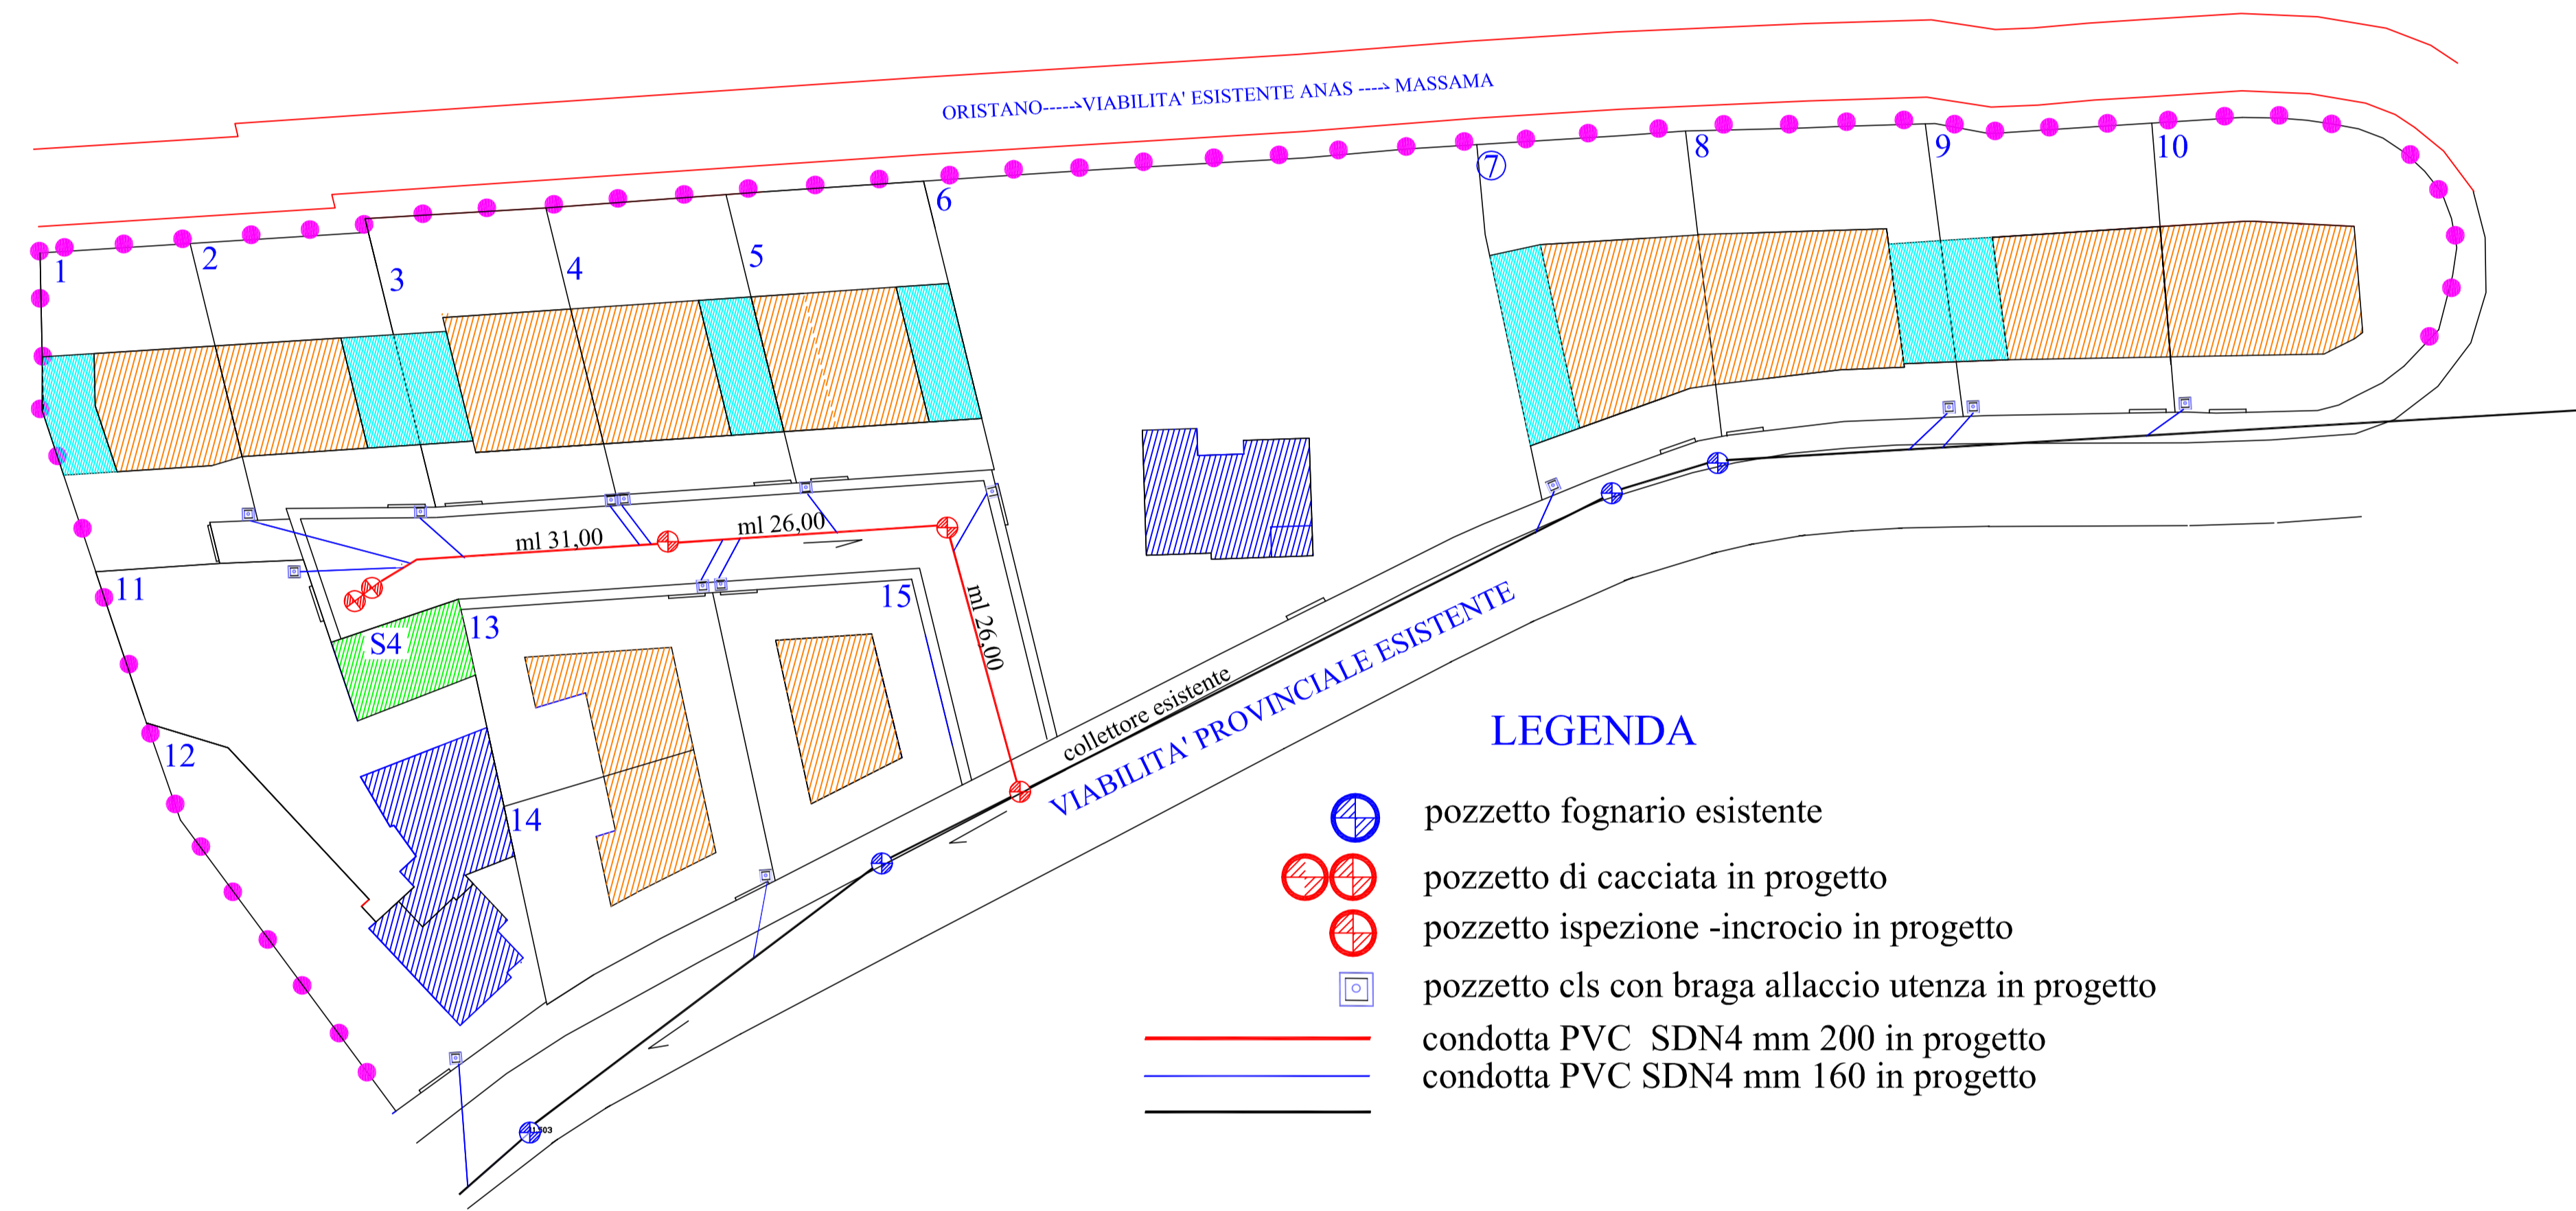 ORISTANO-----VIABILITA' ESISTENTE ANAS ---- MASSAMA
1
2
3
4
5
6
7
8
9
10
ml 31,00
ml 26,00
ml 26,00
11
12
13
14
15
S4
collettore esistente
VIABILITA' PROVINCIALE ESISTENTE
LEGENDA
pozzetto fognario esistente
pozzetto di cacciata in progetto
pozzetto ispezione -incrocio in progetto
pozzetto cls con braga allaccio utenza in progetto
condotta PVC SDN4 mm 200 in progetto
condotta PVC SDN4 mm 160 in progetto